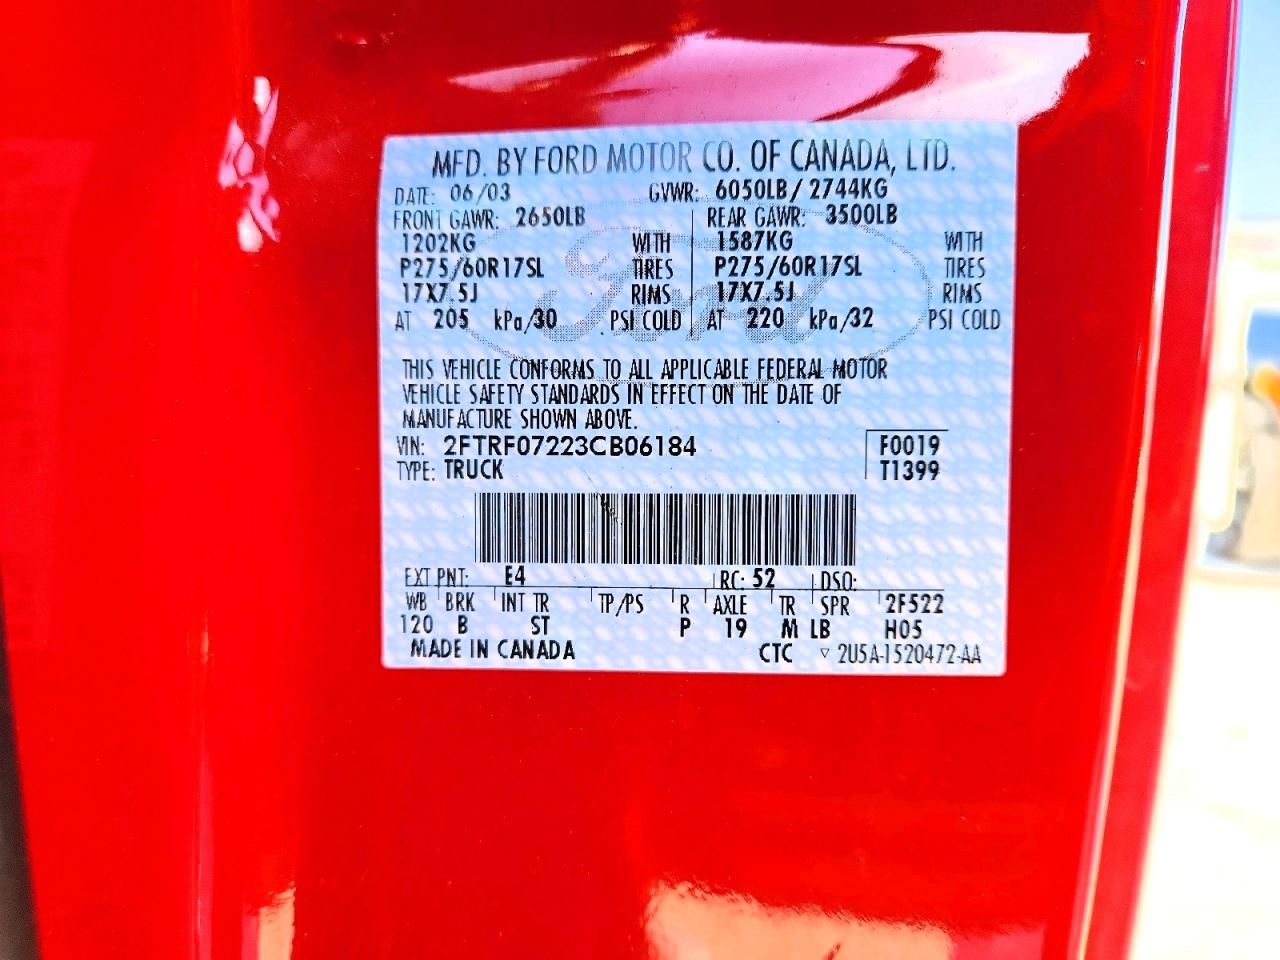 MFD. BY FORD MOTOR CO. OF CANADA, LTD.
DATE: 06/03 GVWR: 6050LB/ 2744KG
FRONT GAWR: 2650LB REAR GAWR: 3500LB
1202KG WITH 1587KG WITH
P275/60R17SL TIRES P275/60R17SL TIRES
17X7.5J RIMS 17X7.5J RIMS
AT 205 kPa/30 PSI COLD AT 220 kPa/32 PSI COLD
Ford
THIS VEHICLE CONFORMS TO ALL APPLICABLE FEDERAL MOTOR
VEHICLE SAFETY STANDARDS IN EFFECT ON THE DATE OF
MANUFACTURE SHOWN ABOVE.
VIN: 2FTRF07223CB06184 F0019
TYPE: TRUCK T1399
EXT PNT: E4 RC: 52 DSO:
WB BRK INT TR TP/PS R AXLE TR SPR 2F522
120 B ST P 19 M LB H05
MADE IN CANADA CTC ▽ 2U5A-1520472-AA